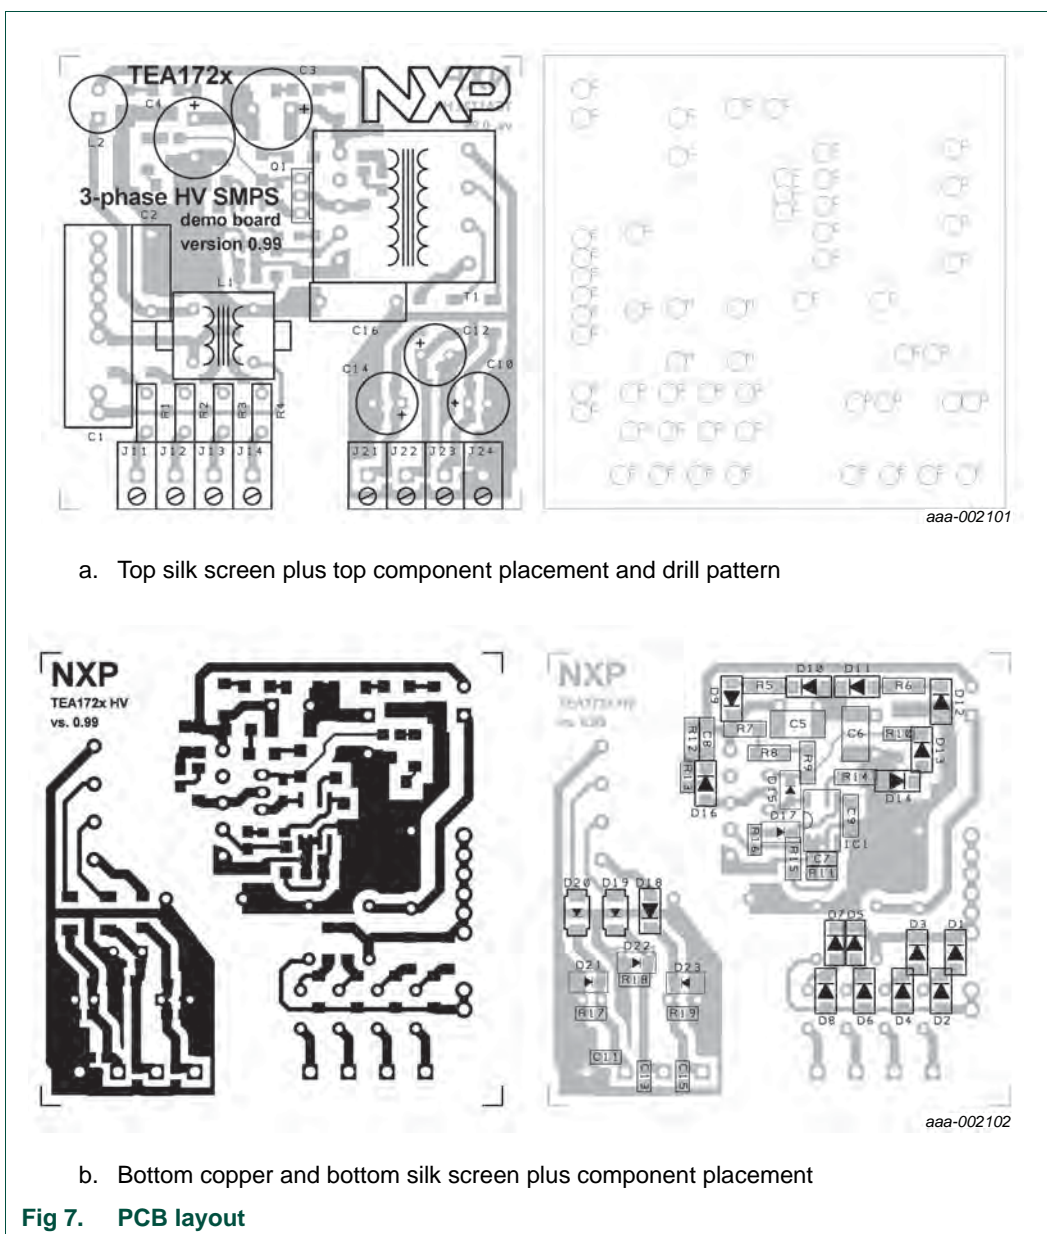 TEA172x
C3
NXP
C4
L2
Q1
3-phase HV SMPS
C2
demo board
version 0.99
L1
T1
C16
C12
C14
C10
R1
R2
R3
R4
C1
J11
J12
J13
J14
J21
J22
J23
J24
aaa-002101
a. Top silk screen plus top component placement and drill pattern
NXP
TEA172x HV
vs. 0.99
NXP
TEA172x HV
vs. 0.99
D10
D11
D9
R5
R6
D12
R12
C8
R7
C5
C6
R10
D13
R8
R9
R13
R14
D14
D16
D15
D17
C9
R16
R15
C7
IC1
R11
D20
D19
D18
D7
D5
D3
D1
D22
D21
R18
D23
R17
R19
D8
D6
D4
D2
C11
C13
C15
aaa-002102
b. Bottom copper and bottom silk screen plus component placement
Fig 7. PCB layout